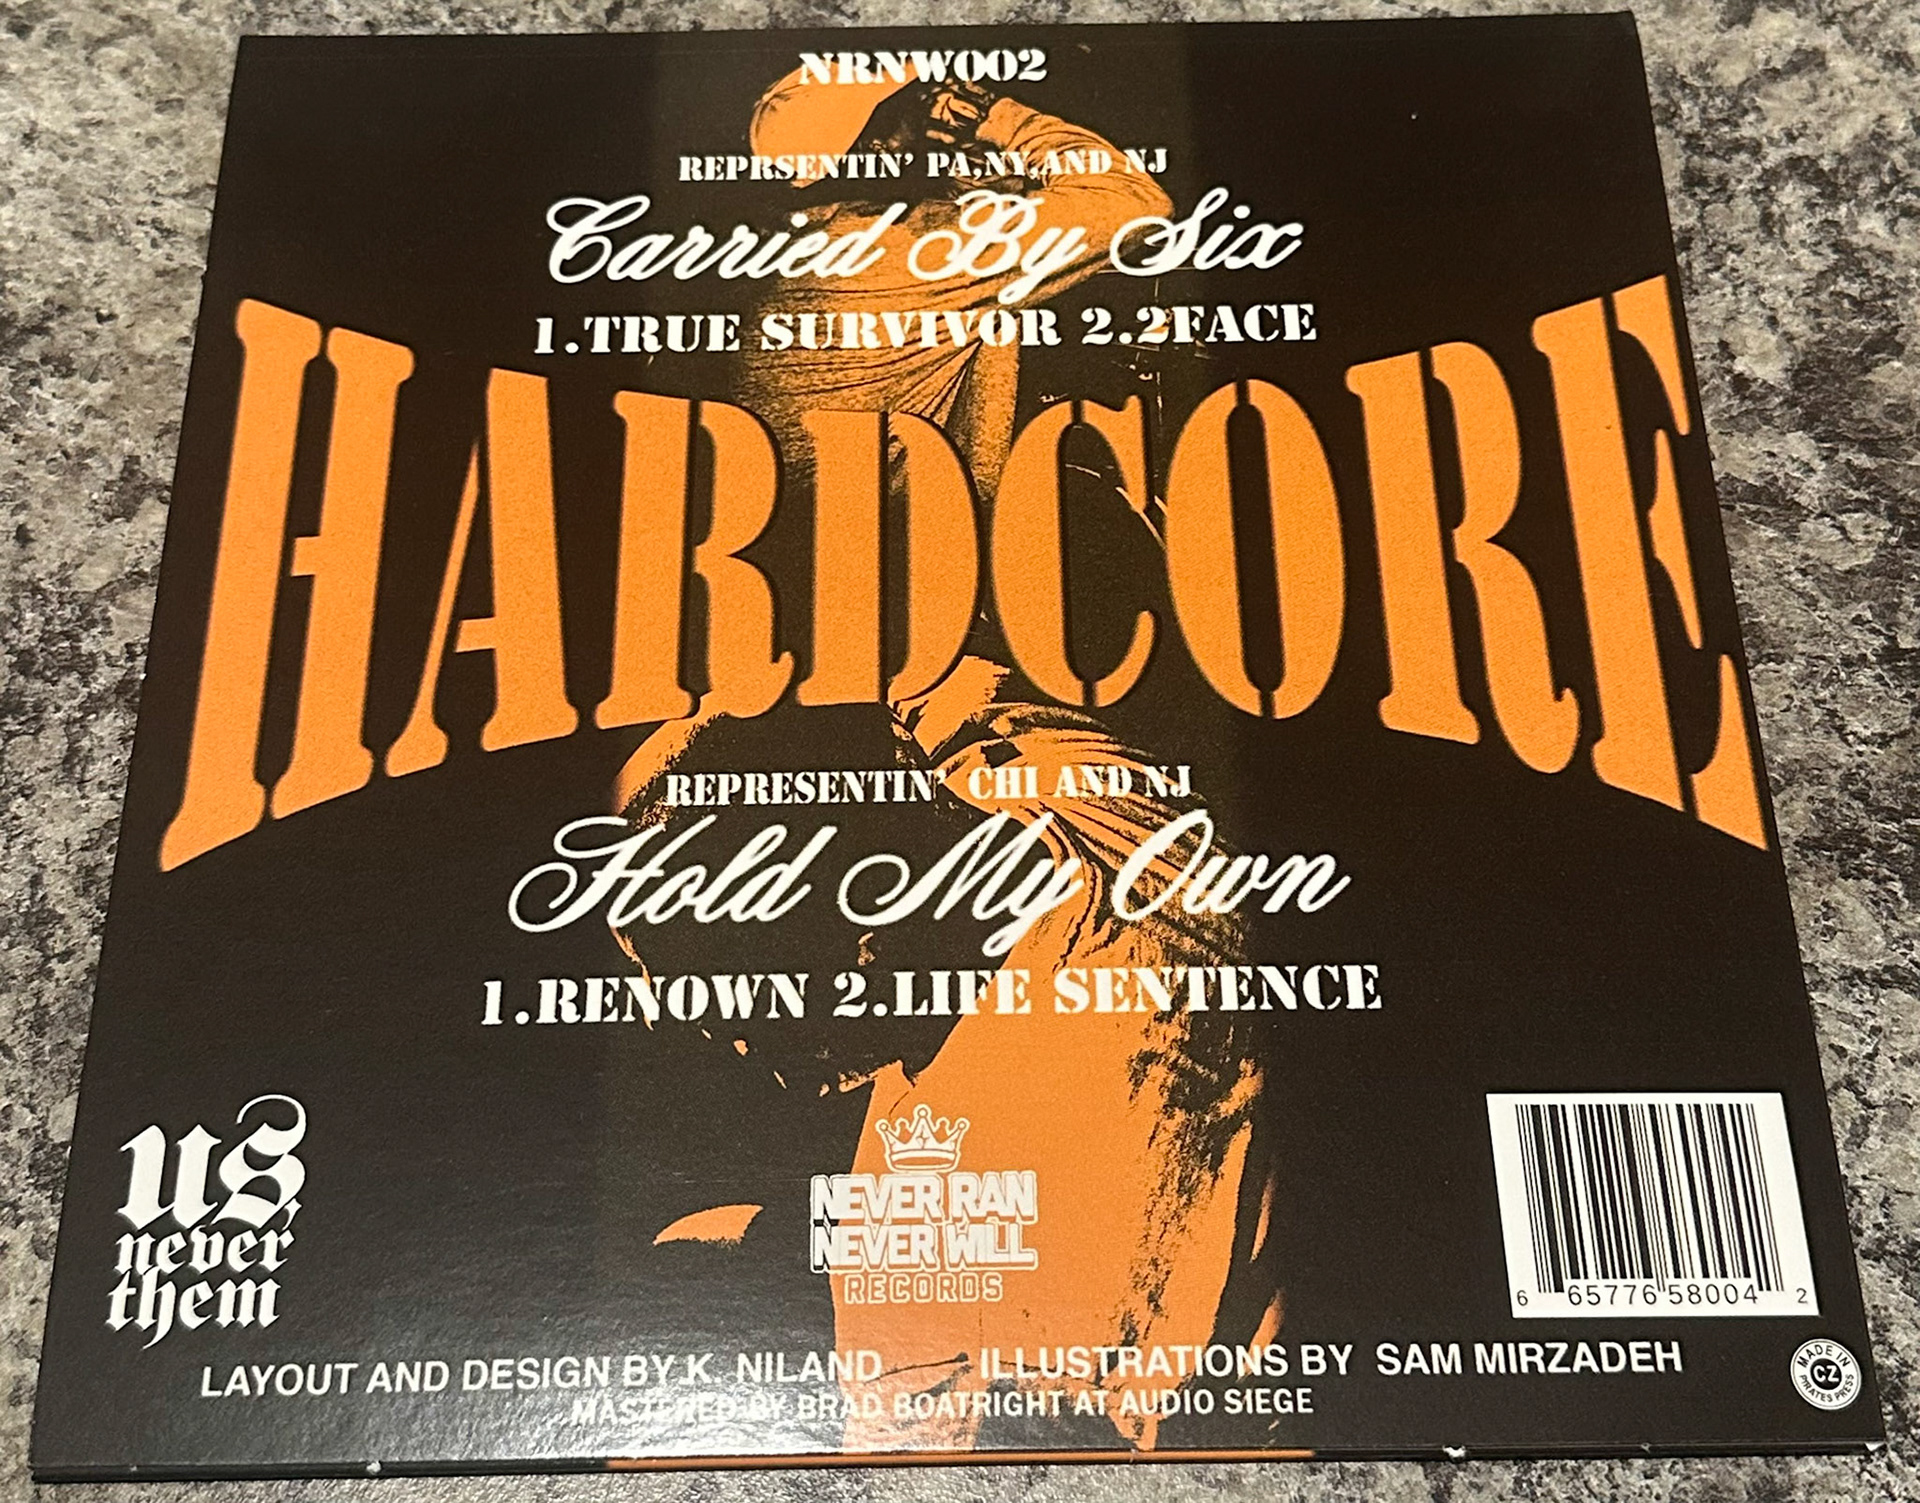 NRNW002
REPRSENTIN' PA,NY,AND NJ
Carried By Six
1.TRUE SURVIVOR 2.2FACE
HARDCORE
REPRESENTIN' CHI AND NJ
Hold My Own
1.RENOWN 2.LIFE SENTENCE
us,
never
them
NEVER RAN
NEVER WILL
RECORDS
6 65776 58004 2
LAYOUT AND DESIGN BY K. NILAND ILLUSTRATIONS BY SAM MIRZADEH
MASTERED BY BRAD BOATRIGHT AT AUDIO SIEGE
MADE IN
CZ
PIRATES PRESS